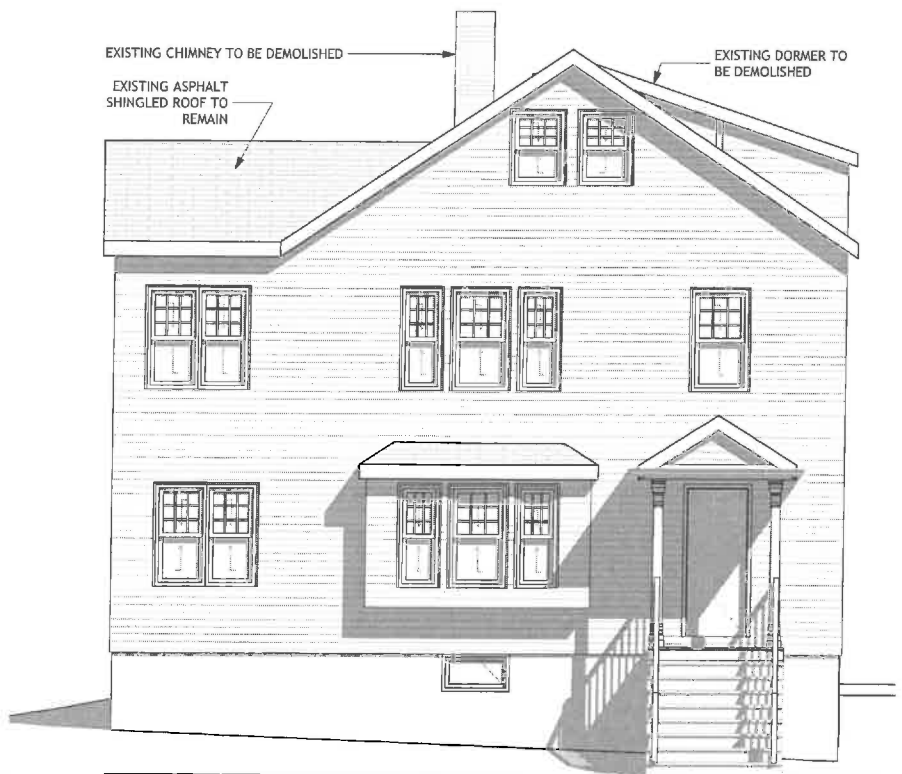 EXISTING CHIMNEY TO BE DEMOLISHED
EXISTING DORMER TO
BE DEMOLISHED
EXISTING ASPHALT
SHINGLED ROOF TO
REMAIN